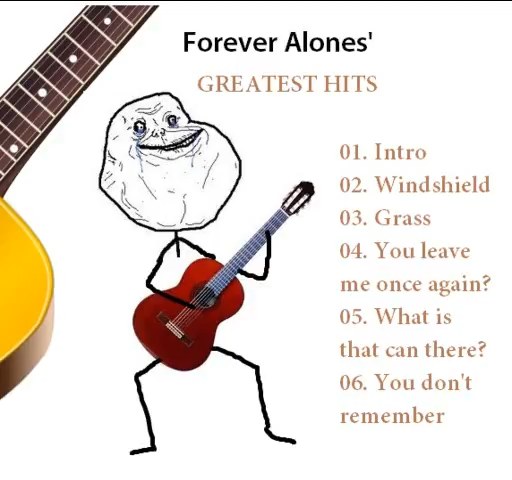 Forever Alones'
GREATEST HITS
01. Intro
02. Windshield
03. Grass
04. You leave
me once again?
05. What is
that can there?
06. You don't
remember